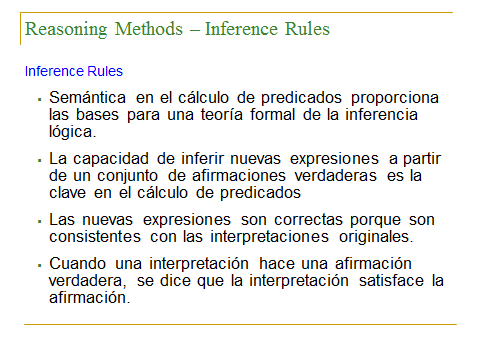 Reasoning Methods – Inference Rules
Inference Rules
▪ Semántica en el cálculo de predicados proporciona
las bases para una teoría formal de la inferencia
lógica.
▪ La capacidad de inferir nuevas expresiones a partir
de un conjunto de afirmaciones verdaderas es la
clave en el cálculo de predicados
▪ Las nuevas expresiones son correctas porque son
consistentes con las interpretaciones originales.
▪ Cuando una interpretación hace una afirmación
verdadera, se dice que la interpretación satisface la
afirmación.